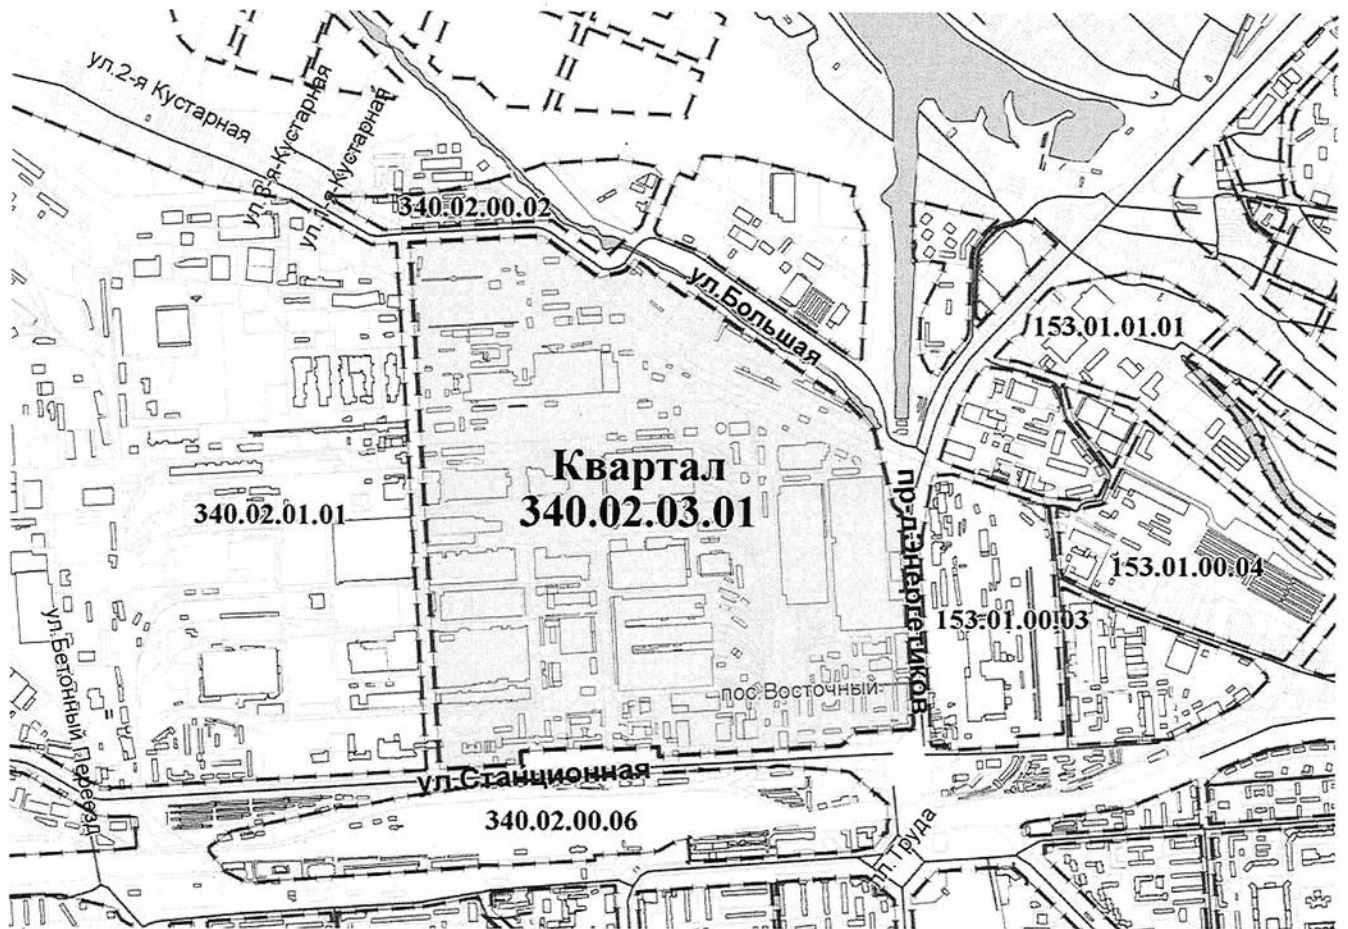 ул.2-я Кустарная
ул.3-я-Кустарная
ул.1-я-Кустарная
340.02.00.02
ул.Большая
153.01.01.01
Квартал
340.02.03.01
340.02.01.01
пр-д.Энергетиков
153.01.00.04
153.01.00.03
ул.Бетонный Переезд
пос Восточный
ул.Станционная
340.02.00.06
пл.Труда